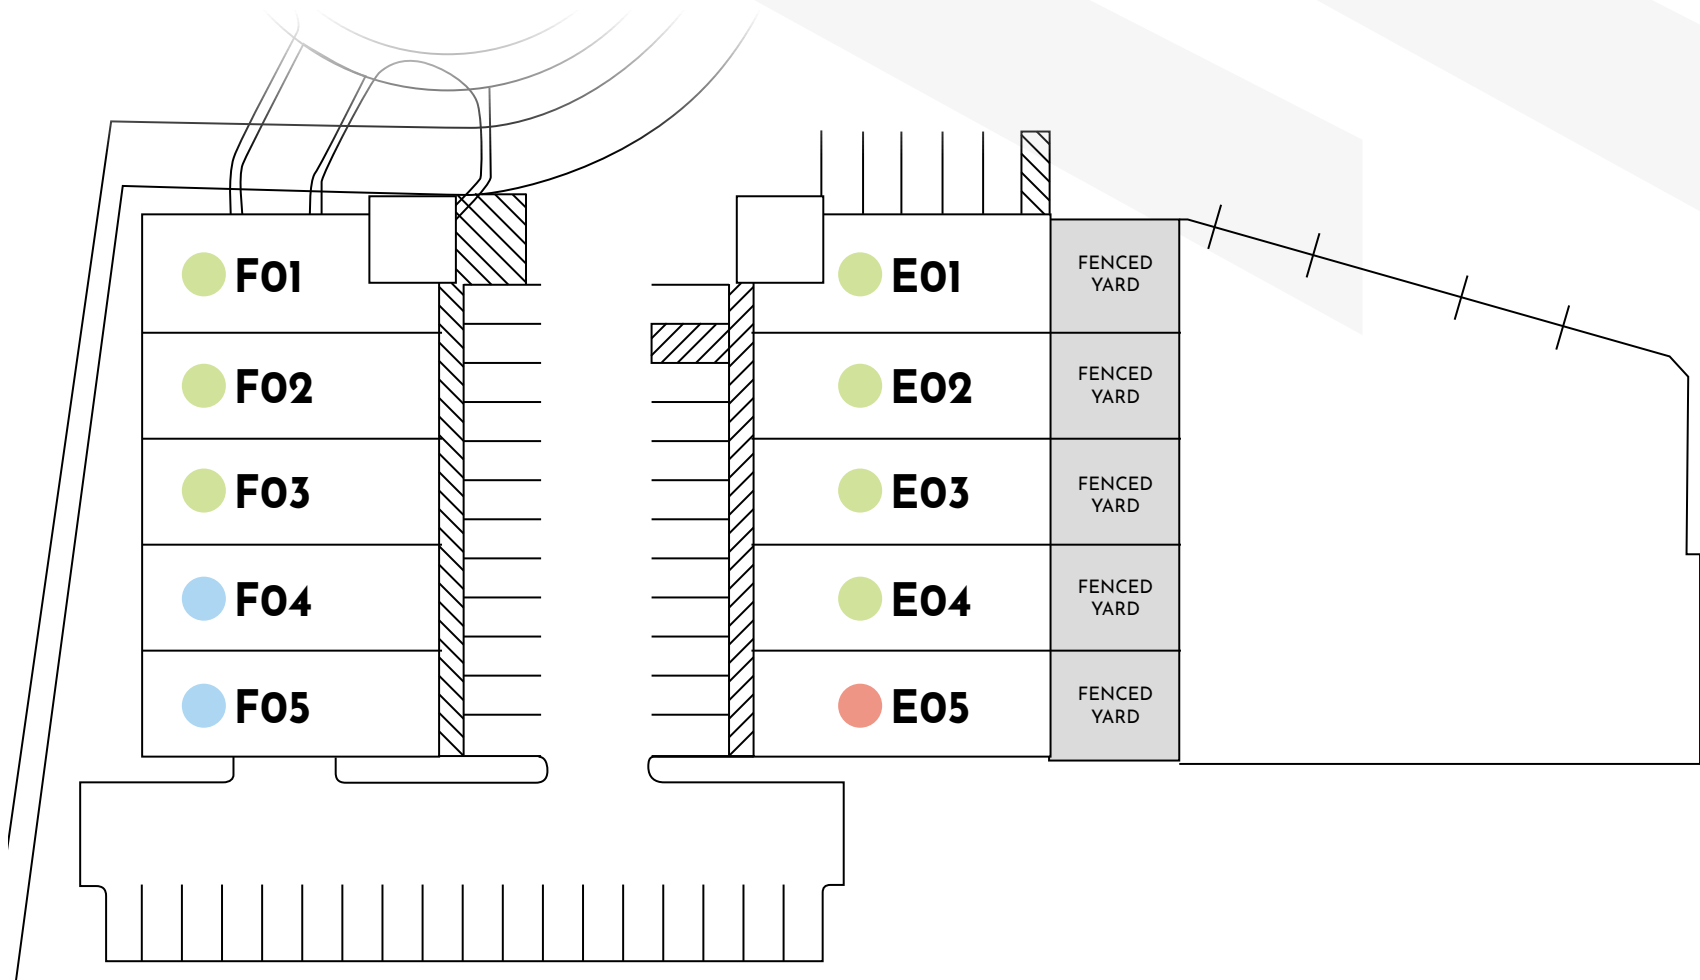 F01
E01
FENCED
YARD
F02
E02
FENCED
YARD
F03
E03
FENCED
YARD
F04
E04
FENCED
YARD
F05
E05
FENCED
YARD